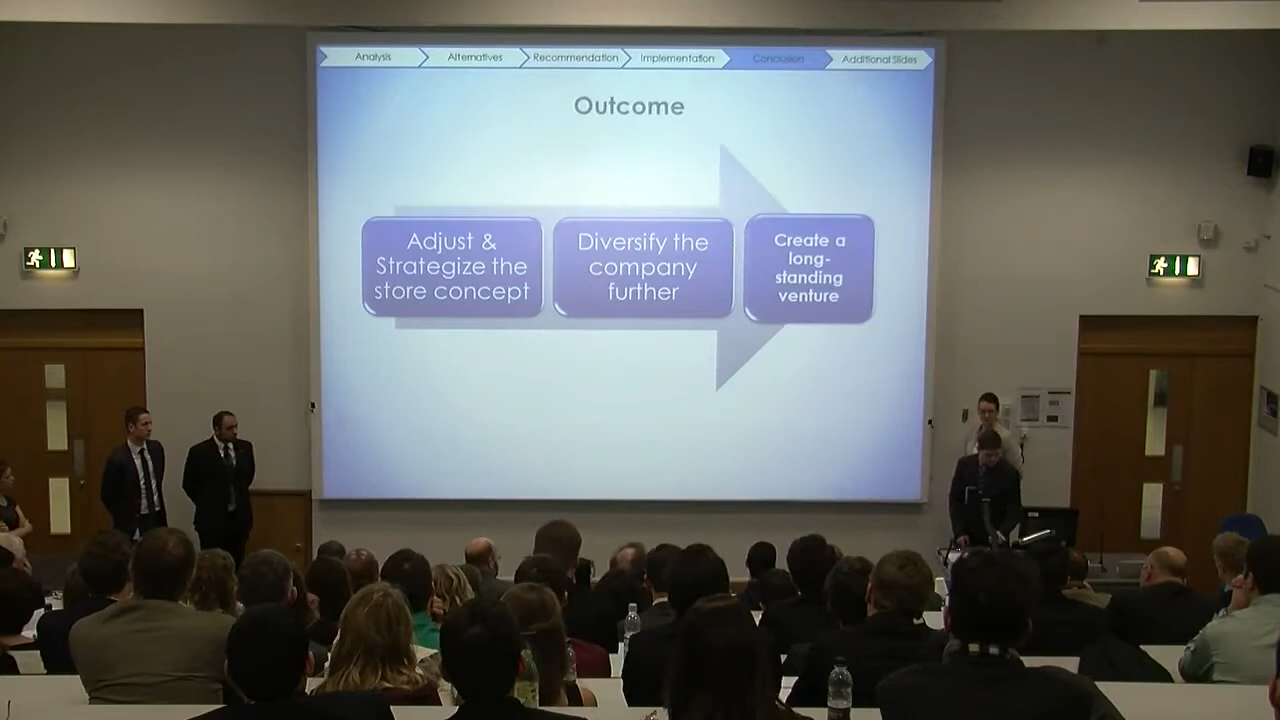 Analysis
Alternatives
Recommendation
Implementation
Conclusion
Additional Slides
Outcome
Adjust &
Strategize the
store concept
Diversify the
company
further
Create a
long-
standing
venture